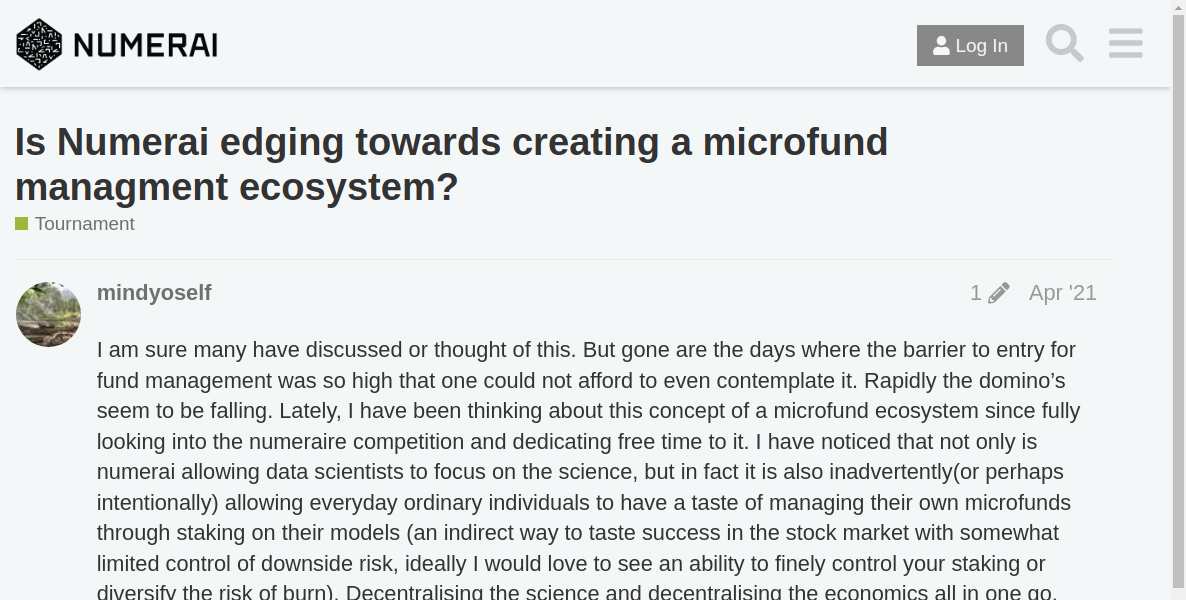 NUMERAI
Log In
Is Numerai edging towards creating a microfund
managment ecosystem?
Tournament
mindyoself
1
Apr '21
I am sure many have discussed or thought of this. But gone are the days where the barrier to entry for
fund management was so high that one could not afford to even contemplate it. Rapidly the domino’s
seem to be falling. Lately, I have been thinking about this concept of a microfund ecosystem since fully
looking into the numeraire competition and dedicating free time to it. I have noticed that not only is
numerai allowing data scientists to focus on the science, but in fact it is also inadvertently(or perhaps
intentionally) allowing everyday ordinary individuals to have a taste of managing their own microfunds
through staking on their models (an indirect way to taste success in the stock market with somewhat
limited control of downside risk, ideally I would love to see an ability to finely control your staking or
diversify the risk of burn). Decentralising the science and decentralising the economics all in one go.